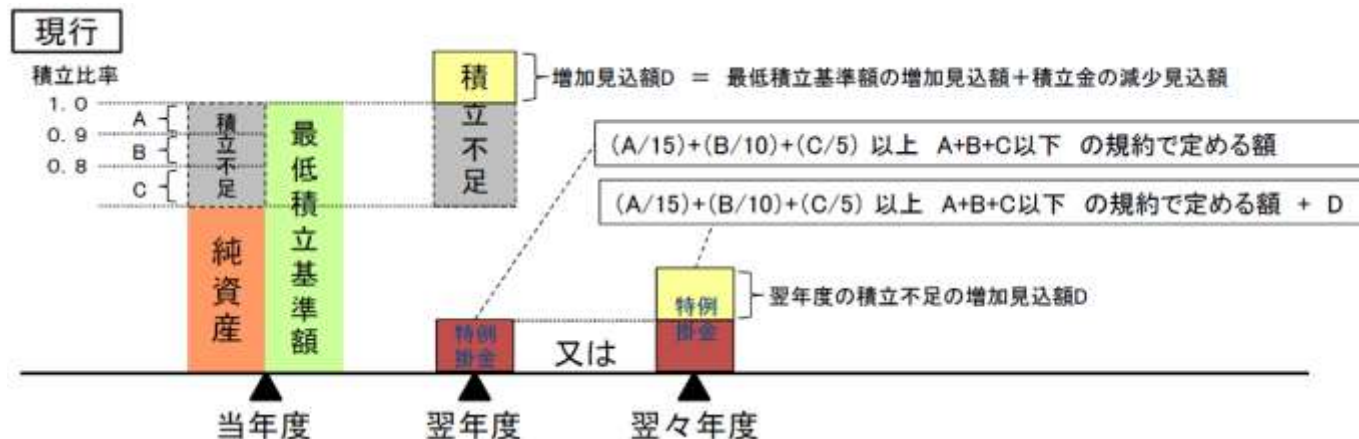 現行
積立比率
1.0
A
0.9
B
0.8
C
積立不足
純資産
最低積立基準額
積立不足
増加見込額D = 最低積立基準額の増加見込額+積立金の減少見込額
(A/15)+(B/10)+(C/5) 以上 A+B+C以下 の規約で定める額
(A/15)+(B/10)+(C/5) 以上 A+B+C以下 の規約で定める額 + D
特例
掛金
又は
特例
掛金
翌年度の積立不足の増加見込額D
当年度
翌年度
翌々年度